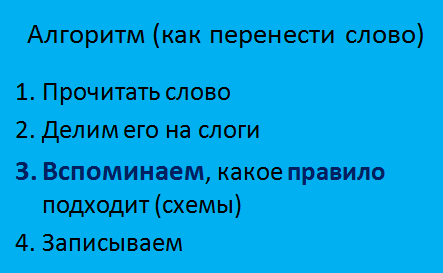 Алгоритм (как перенести слово)
1. Прочитать слово
2. Делим его на слоги
3. Вспоминаем, какое правило
подходит (схемы)
4. Записываем